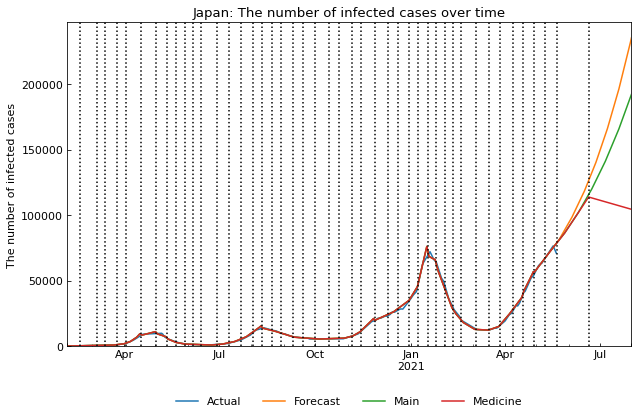 Japan: The number of infected cases over time
The number of infected cases
200000
150000
100000
50000
0
Apr Jul Oct Jan Apr Jul
2021
Actual Forecast Main Medicine